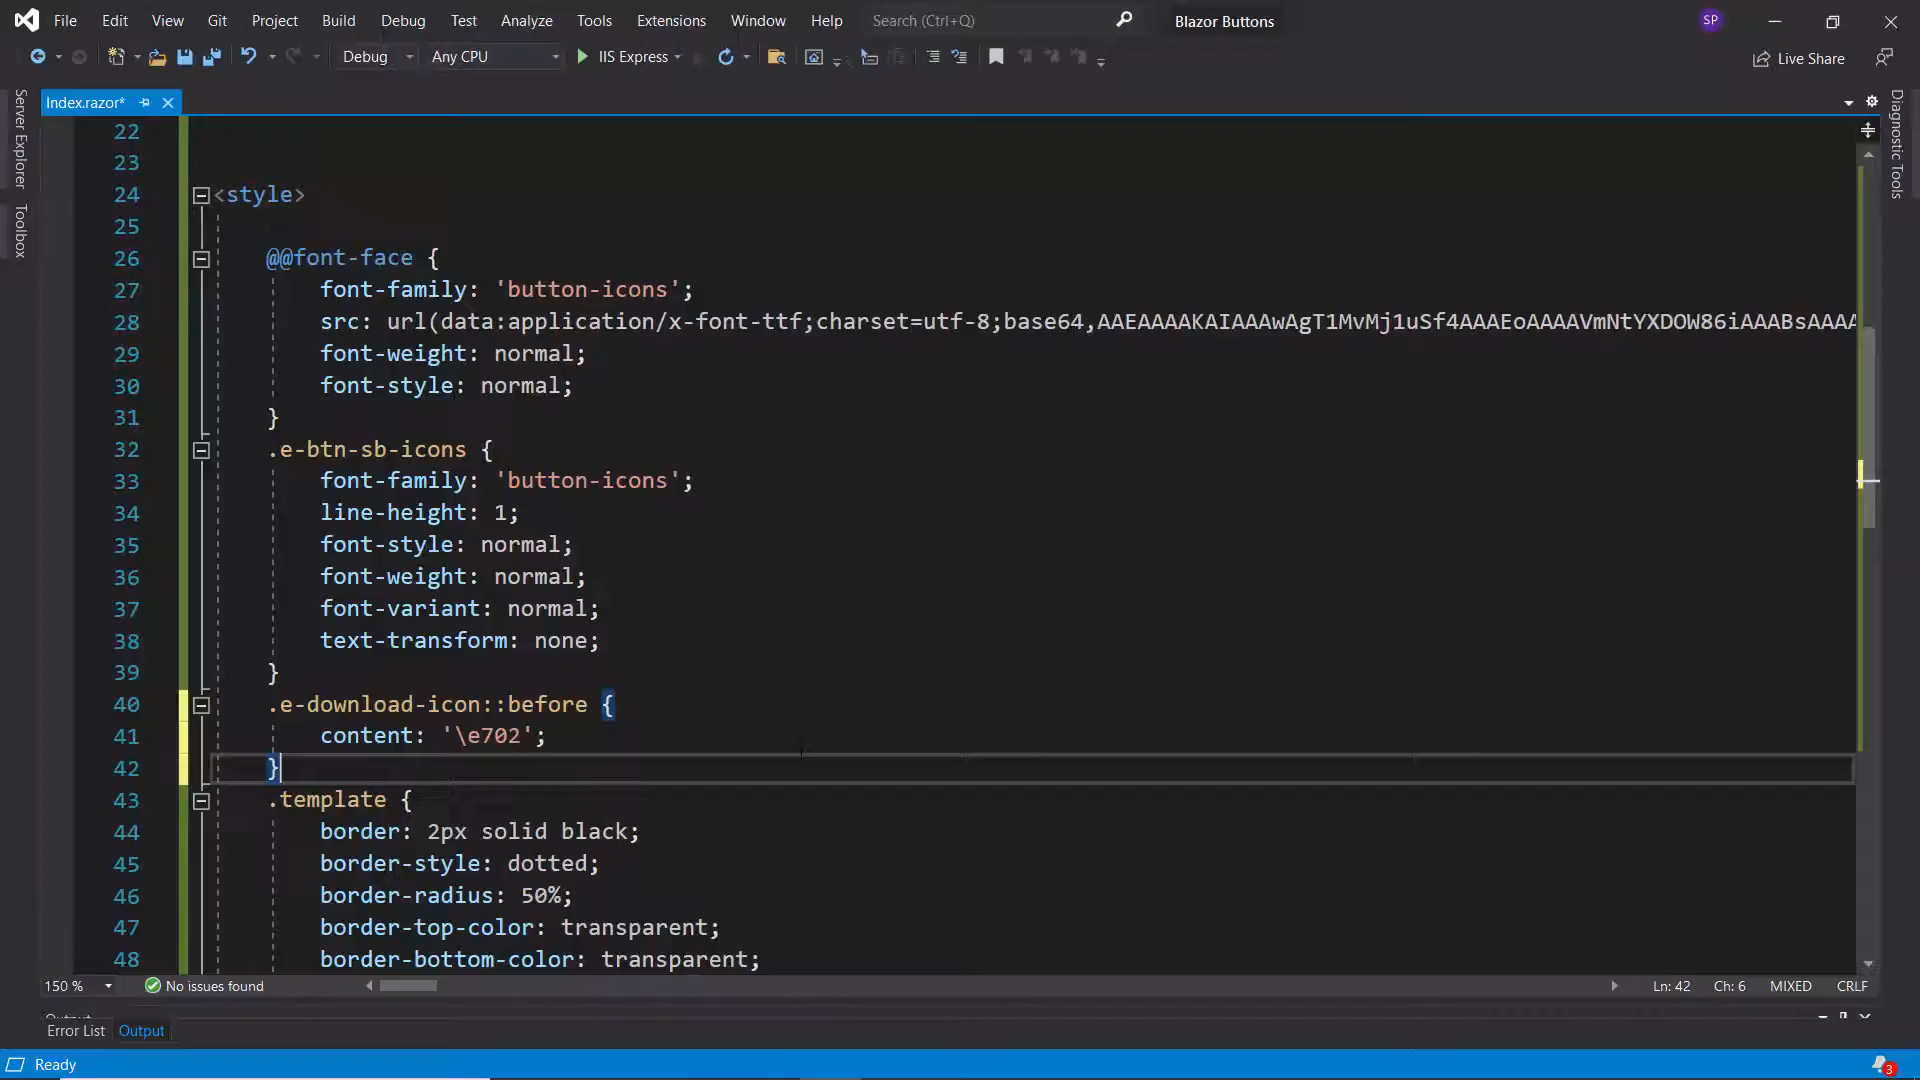 File Edit View Git Project Build Debug Test Analyze Tools Extensions Window Help Search (Ctrl+Q) Blazor Buttons SP
Debug Any CPU IIS Express Live Share
Server Explorer
Toolbox
Index.razor*
Diagnostic Tools
22
23
24 <style>
25
26 @@font-face {
27 font-family: 'button-icons';
28 src: url(data:application/x-font-ttf;charset=utf-8;base64,AAEAAAAKAIAAAwAgT1MvMj1uSf4AAAEoAAAAVmNtYXDOW86iAAABsAAAA
29 font-weight: normal;
30 font-style: normal;
31 }
32 .e-btn-sb-icons {
33 font-family: 'button-icons';
34 line-height: 1;
35 font-style: normal;
36 font-weight: normal;
37 font-variant: normal;
38 text-transform: none;
39 }
40 .e-download-icon::before {
41 content: '\e702';
42 }
43 .template {
44 border: 2px solid black;
45 border-style: dotted;
46 border-radius: 50%;
47 border-top-color: transparent;
48 border-bottom-color: transparent;
150 % No issues found Ln: 42 Ch: 6 MIXED CRLF
Output
Error List Output
Ready 3